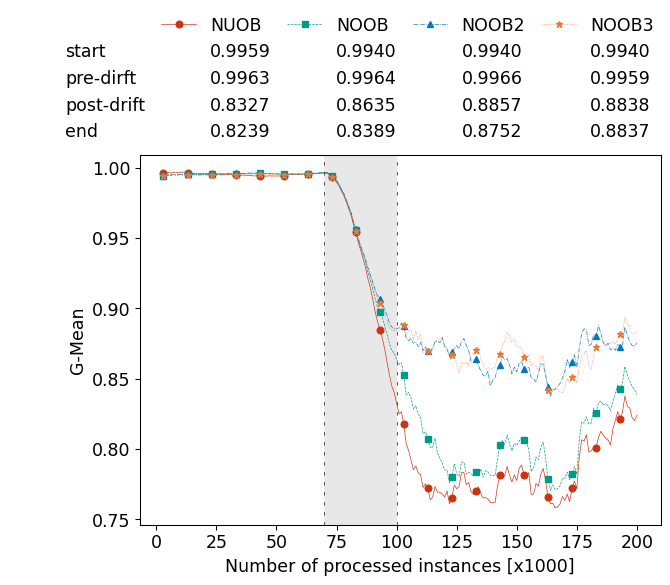 NUOB NOOB NOOB2 NOOB3
start 0.9959 0.9940 0.9940 0.9940
pre-dirft 0.9963 0.9964 0.9966 0.9959
post-drift 0.8327 0.8635 0.8857 0.8838
end 0.8239 0.8389 0.8752 0.8837
1.00
0.95
0.90
0.85
0.80
0.75
G-Mean
0 25 50 75 100 125 150 175 200
Number of processed instances [x1000]